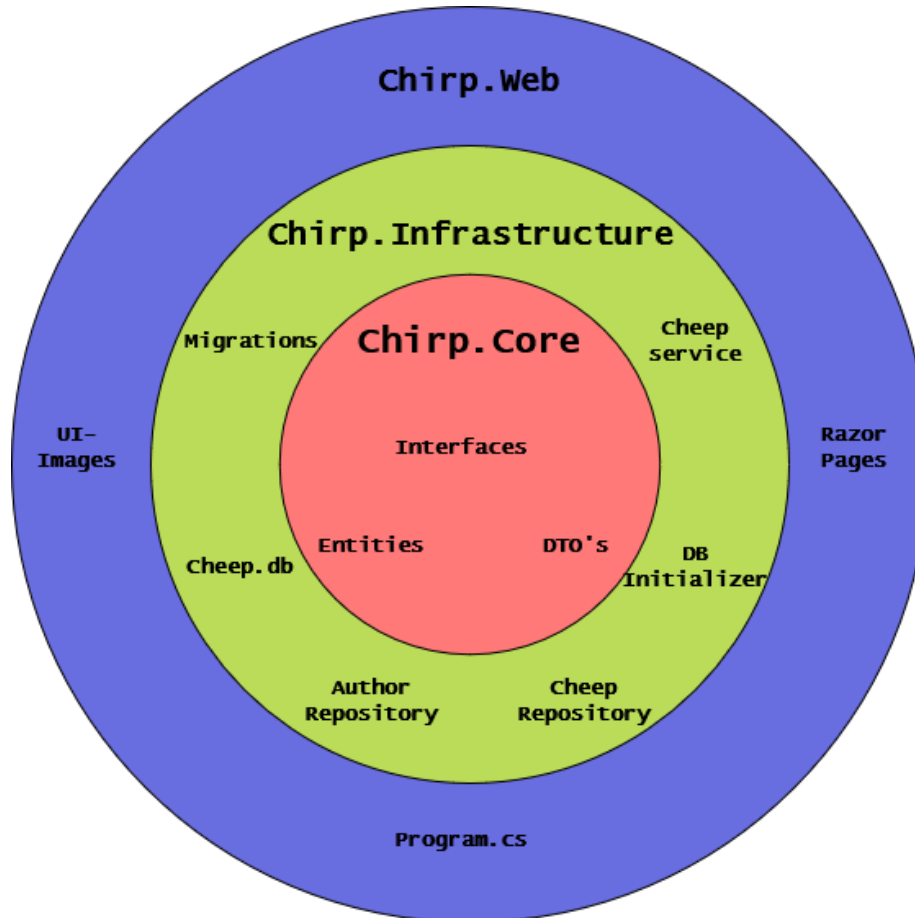 Chirp.Web
Chirp.Infrastructure
Migrations
Cheep
service
Chirp.Core
UI-
Images
Interfaces
Razor
Pages
Entities
DTO's
Cheep.db
DB
Initializer
Author
Repository
Cheep
Repository
Program.cs